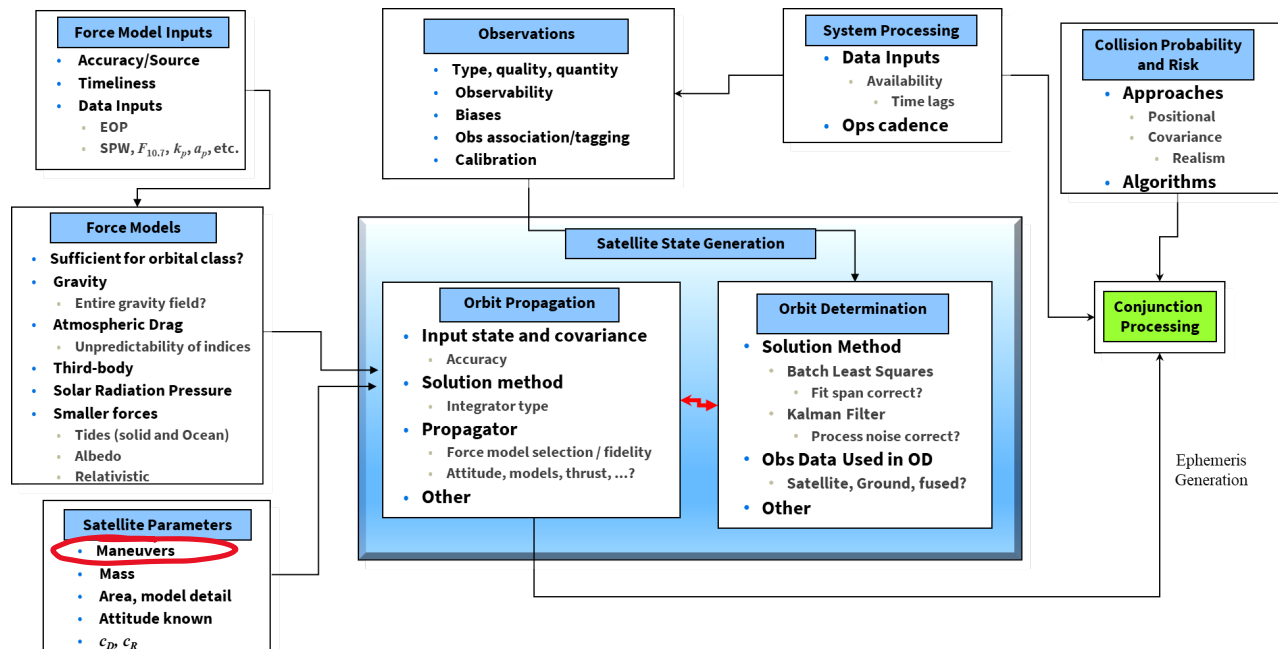 Force Model Inputs
Accuracy/Source
Timeliness
Data Inputs
EOP
SPW, F10.7, kp, ap, etc.
Observations
Type, quality, quantity
Observability
Biases
Obs association/tagging
Calibration
System Processing
Data Inputs
Availability
Time lags
Ops cadence
Collision Probability
and Risk
Approaches
Positional
Covariance
Realism
Algorithms
Force Models
Sufficient for orbital class?
Gravity
Entire gravity field?
Atmospheric Drag
Unpredictability of indices
Third-body
Solar Radiation Pressure
Smaller forces
Tides (solid and Ocean)
Albedo
Relativistic
Satellite State Generation
Orbit Propagation
Input state and covariance
Accuracy
Solution method
Integrator type
Propagator
Force model selection / fidelity
Attitude, models, thrust, ...?
Other
Orbit Determination
Solution Method
Batch Least Squares
Fit span correct?
Kalman Filter
Process noise correct?
Obs Data Used in OD
Satellite, Ground, fused?
Other
Conjunction
Processing
Ephemeris
Generation
Satellite Parameters
Maneuvers
Mass
Area, model detail
Attitude known
cD, cR